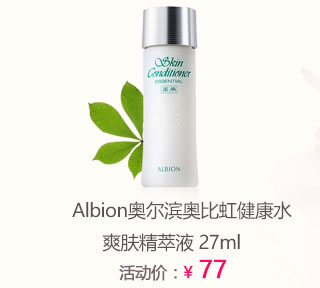 Skin
Conditioner
ESSENTIAL
薬用
ALBION
Albion奥尔滨奥比虹健康水
爽肤精萃液 27ml
活动价：¥ 77